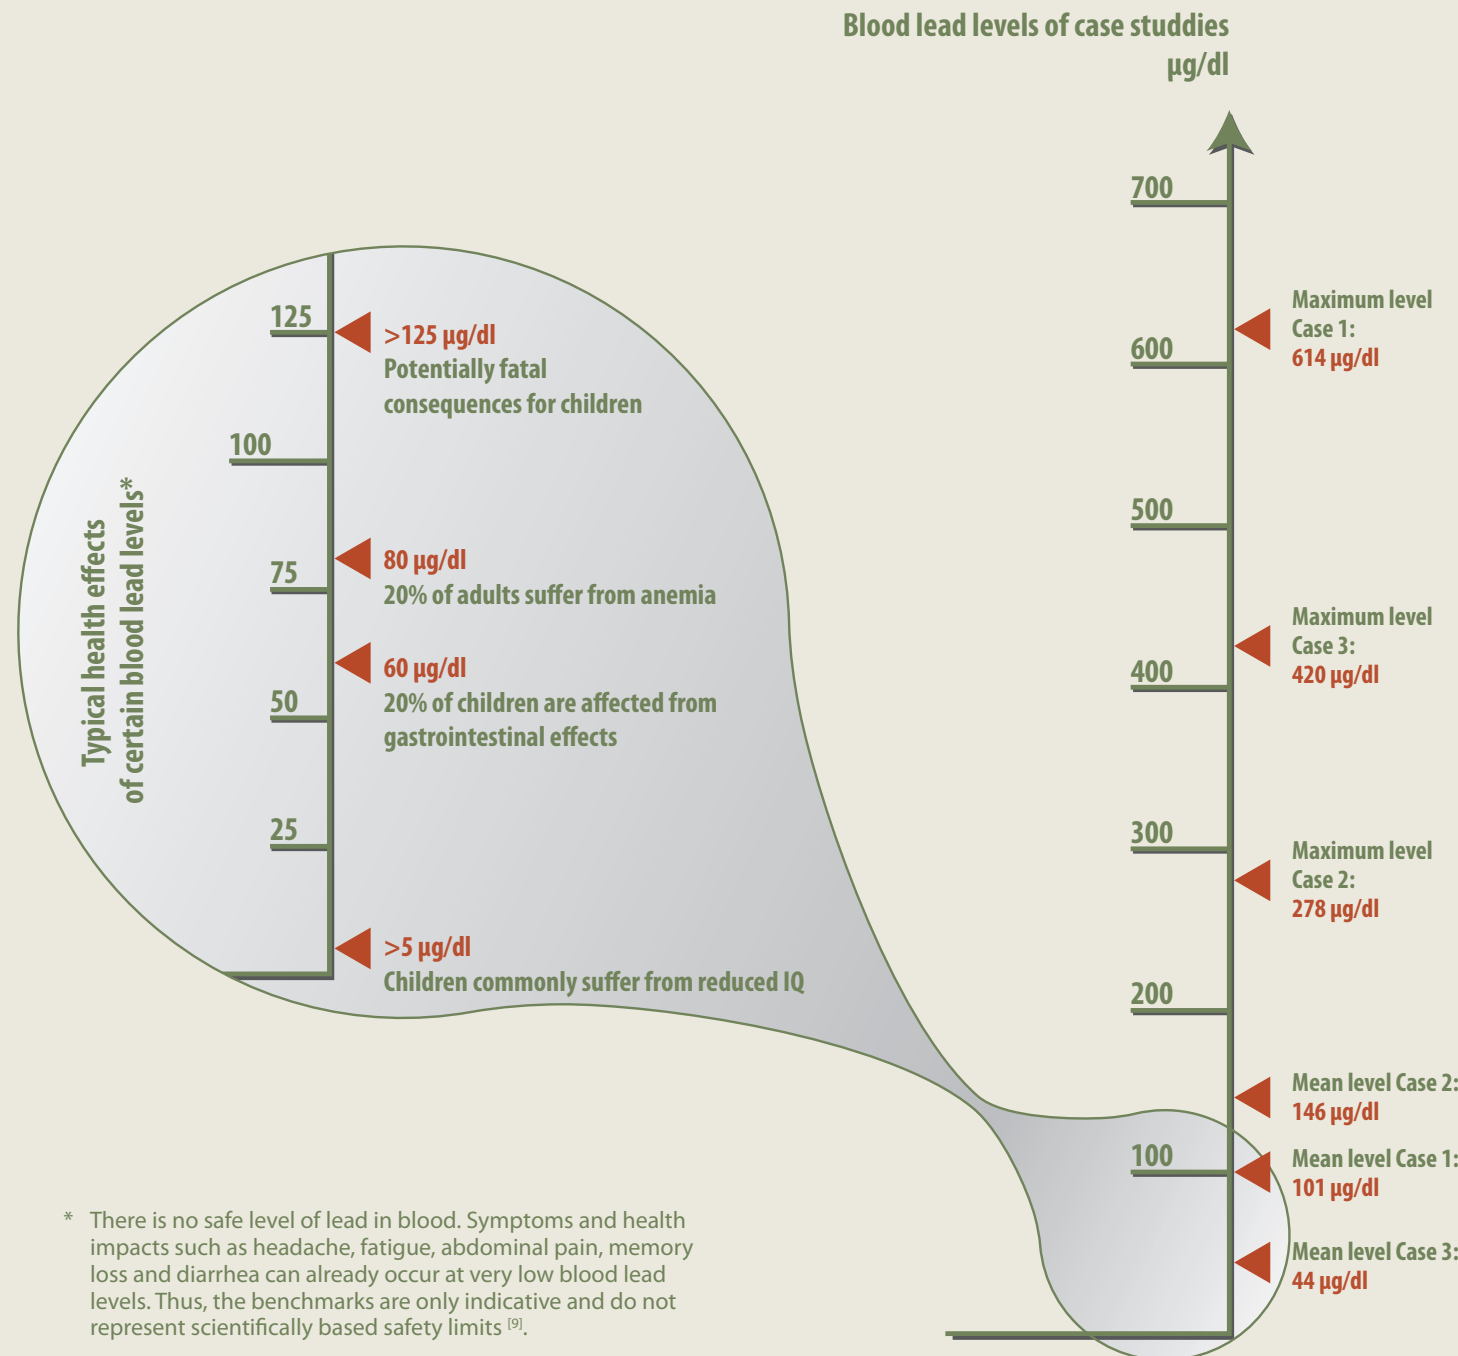 Blood lead levels of case studdies
µg/dl
700
600
500
400
300
200
100
Maximum level
Case 1:
614 µg/dl
Maximum level
Case 3:
420 µg/dl
Maximum level
Case 2:
278 µg/dl
Mean level Case 2:
146 µg/dl
Mean level Case 1:
101 µg/dl
Mean level Case 3:
44 µg/dl
Typical health effects
of certain blood lead levels*
125
100
75
50
25
>125 µg/dl
Potentially fatal
consequences for children
80 µg/dl
20% of adults suffer from anemia
60 µg/dl
20% of children are affected from
gastrointestinal effects
>5 µg/dl
Children commonly suffer from reduced IQ
* There is no safe level of lead in blood. Symptoms and health
impacts such as headache, fatigue, abdominal pain, memory
loss and diarrhea can already occur at very low blood lead
levels. Thus, the benchmarks are only indicative and do not
represent scientifically based safety limits [9].